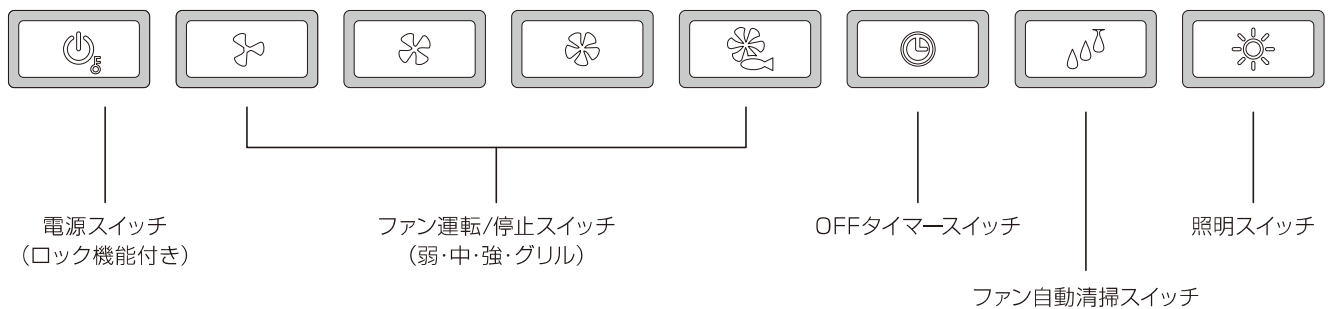 電源スイッチ
（ロック機能付き）
ファン運転/停止スイッチ
（弱・中・強・グリル）
OFFタイマースイッチ
照明スイッチ
ファン自動清掃スイッチ